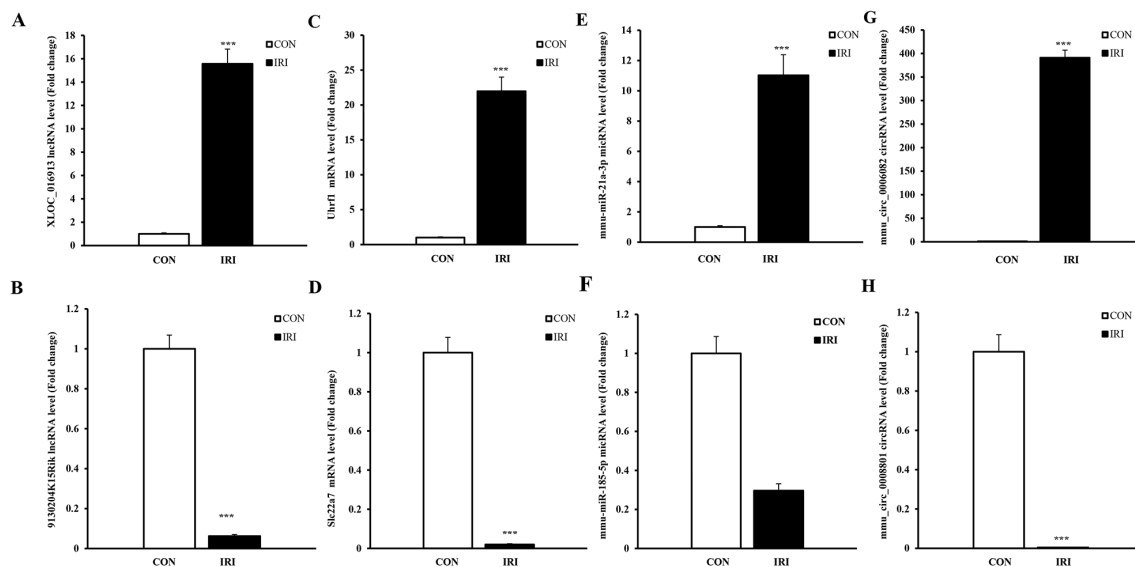 A
XLOC_016913 lncRNA level (Fold change)
18
16
14
12
10
8
6
4
2
0
***
CON
IRI
CON
IRI
C
Uhrf1 mRNA level (Fold change)
30
25
20
15
10
5
0
***
CON
IRI
CON
IRI
E
mmu-miR-21a-3p micRNA level (Fold change)
14
12
10
8
6
4
2
0
***
CON
IRI
CON
IRI
G
mmu_circ_0006082 circRNA level (Fold change)
450
400
350
300
250
200
150
100
50
0
***
CON
IRI
CON
IRI
B
9130204K15Rik lncRNA level (Fold change)
1.2
1
0.8
0.6
0.4
0.2
0
***
CON
IRI
CON
IRI
D
Slc22a7 mRNA level (Fold change)
1.2
1
0.8
0.6
0.4
0.2
0
***
CON
IRI
CON
IRI
F
mmu-miR-185-5p micRNA level (Fold change)
1.2
1
0.8
0.6
0.4
0.2
0
CON
IRI
CON
IRI
H
mmu_circ_0008801 circRNA level (Fold change)
1.2
1
0.8
0.6
0.4
0.2
0
***
CON
IRI
CON
IRI